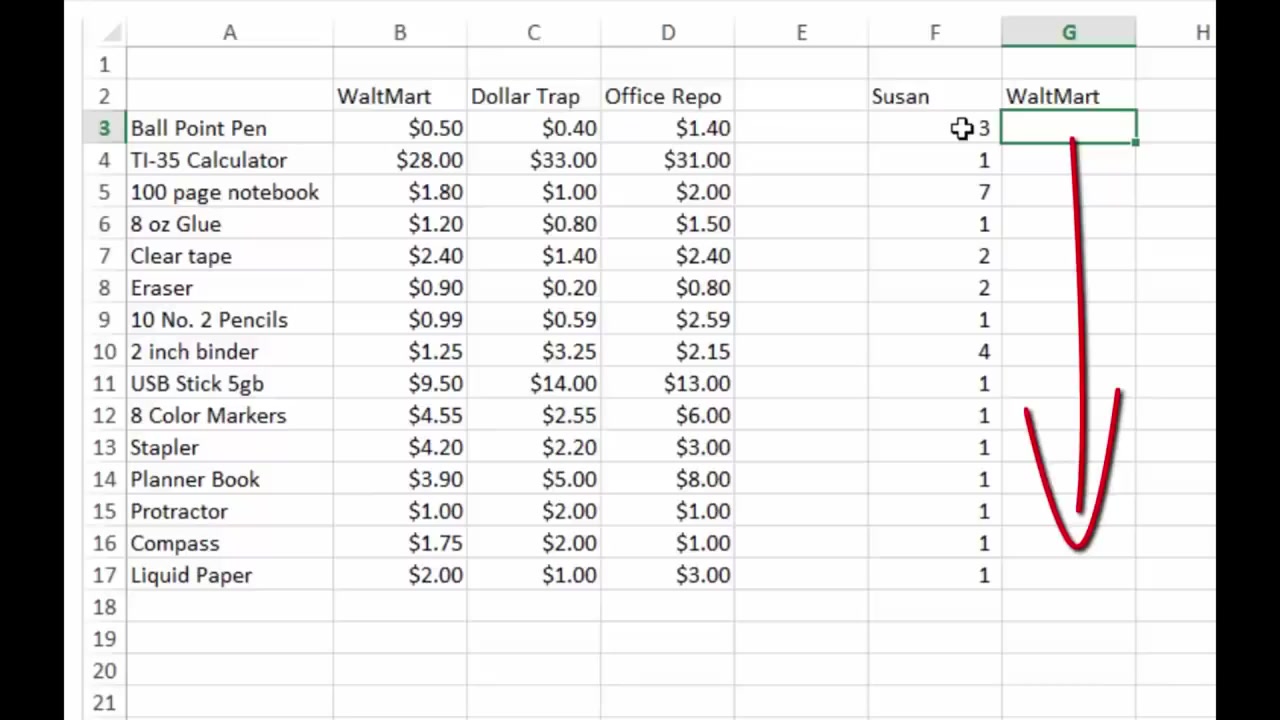 A B C D E F G H
1
2 WaltMart Dollar Trap Office Repo Susan WaltMart
3 Ball Point Pen $0.50 $0.40 $1.40 3
4 TI-35 Calculator $28.00 $33.00 $31.00 1
5 100 page notebook $1.80 $1.00 $2.00 7
6 8 oz Glue $1.20 $0.80 $1.50 1
7 Clear tape $2.40 $1.40 $2.40 2
8 Eraser $0.90 $0.20 $0.80 2
9 10 No. 2 Pencils $0.99 $0.59 $2.59 1
10 2 inch binder $1.25 $3.25 $2.15 4
11 USB Stick 5gb $9.50 $14.00 $13.00 1
12 8 Color Markers $4.55 $2.55 $6.00 1
13 Stapler $4.20 $2.20 $3.00 1
14 Planner Book $3.90 $5.00 $8.00 1
15 Protractor $1.00 $2.00 $1.00 1
16 Compass $1.75 $2.00 $1.00 1
17 Liquid Paper $2.00 $1.00 $3.00 1
18
19
20
21